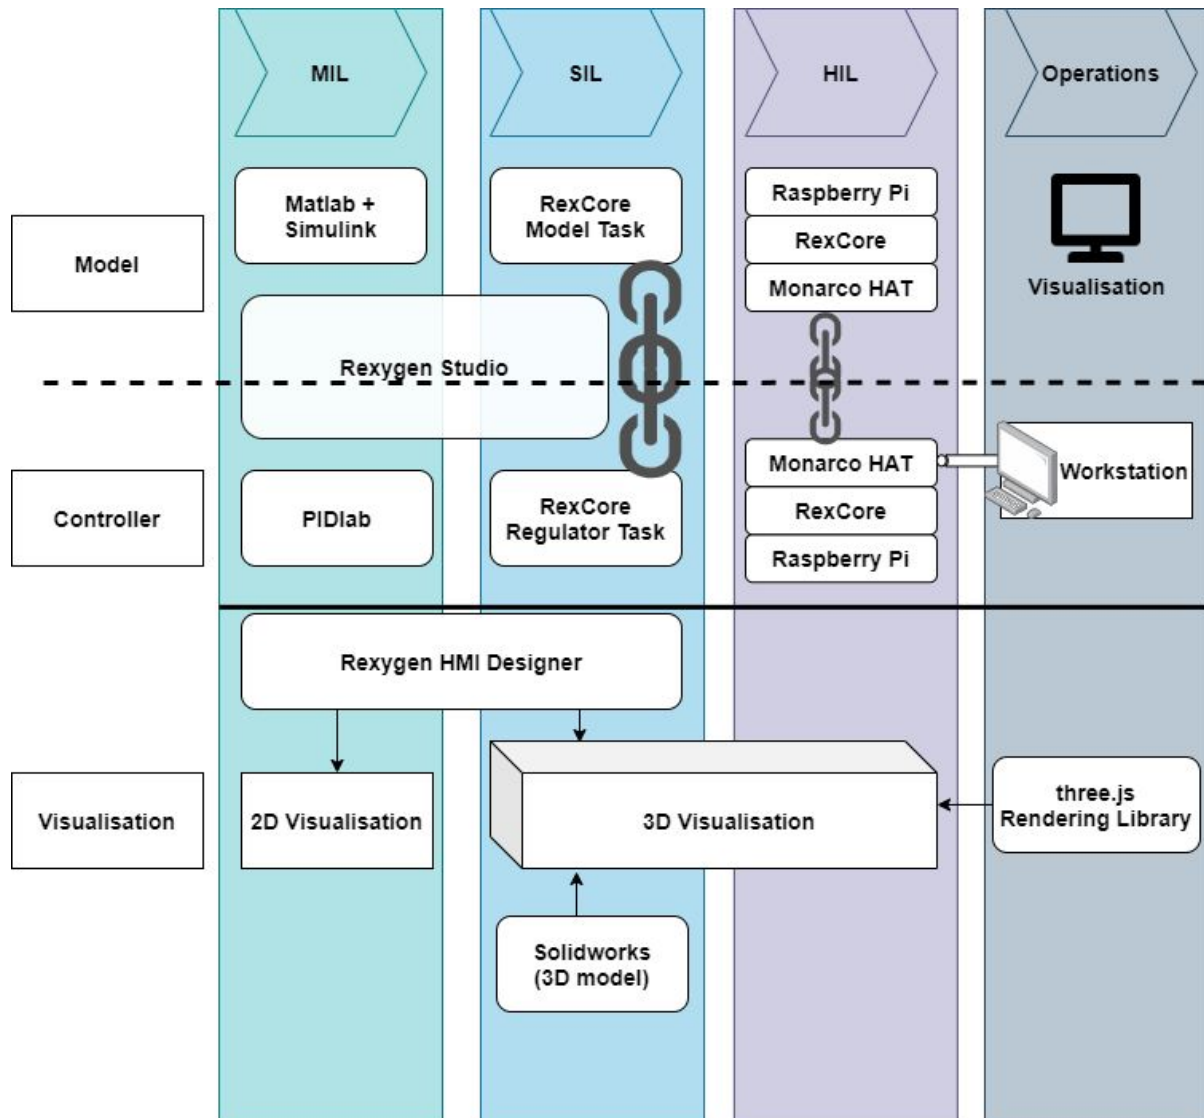 MIL
SIL
HIL
Operations
Model
Matlab +
Simulink
RexCore
Model Task
Raspberry Pi
RexCore
Monarco HAT
Visualisation
Rexygen Studio
Controller
PIDlab
RexCore
Regulator Task
Monarco HAT
RexCore
Raspberry Pi
Workstation
Rexygen HMI Designer
Visualisation
2D Visualisation
3D Visualisation
three.js
Rendering Library
Solidworks
(3D model)